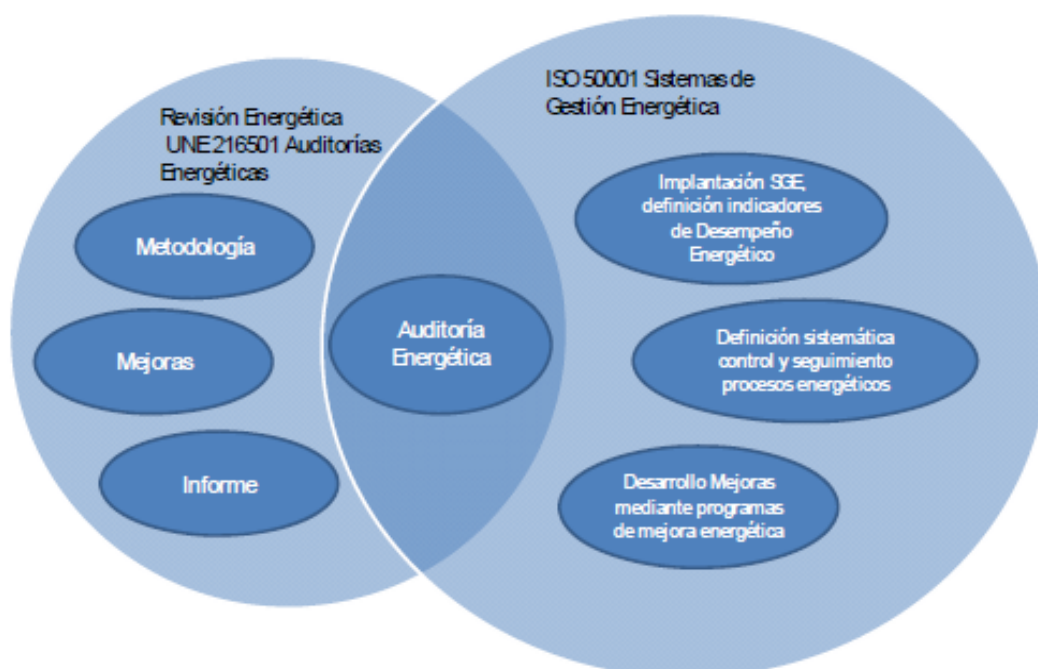 Revisión Energética
UNE 216501 Auditorías
Energéticas
Metodología
Mejoras
Informe
Auditoría
Energética
ISO 50001 Sistemas de
Gestión Energética
Implantación SGE,
definición indicadores
de Desempeño
Energético
Definición sistemática
control y seguimiento
procesos energéticos
Desarrollo Mejoras
mediante programas
de mejora energética